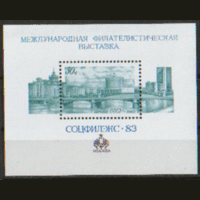 МЕЖДУНАРОДНАЯ ФИЛАТЕЛИСТИЧЕСКАЯ
ВЫСТАВКА
СОЦФИЛЭКС·83